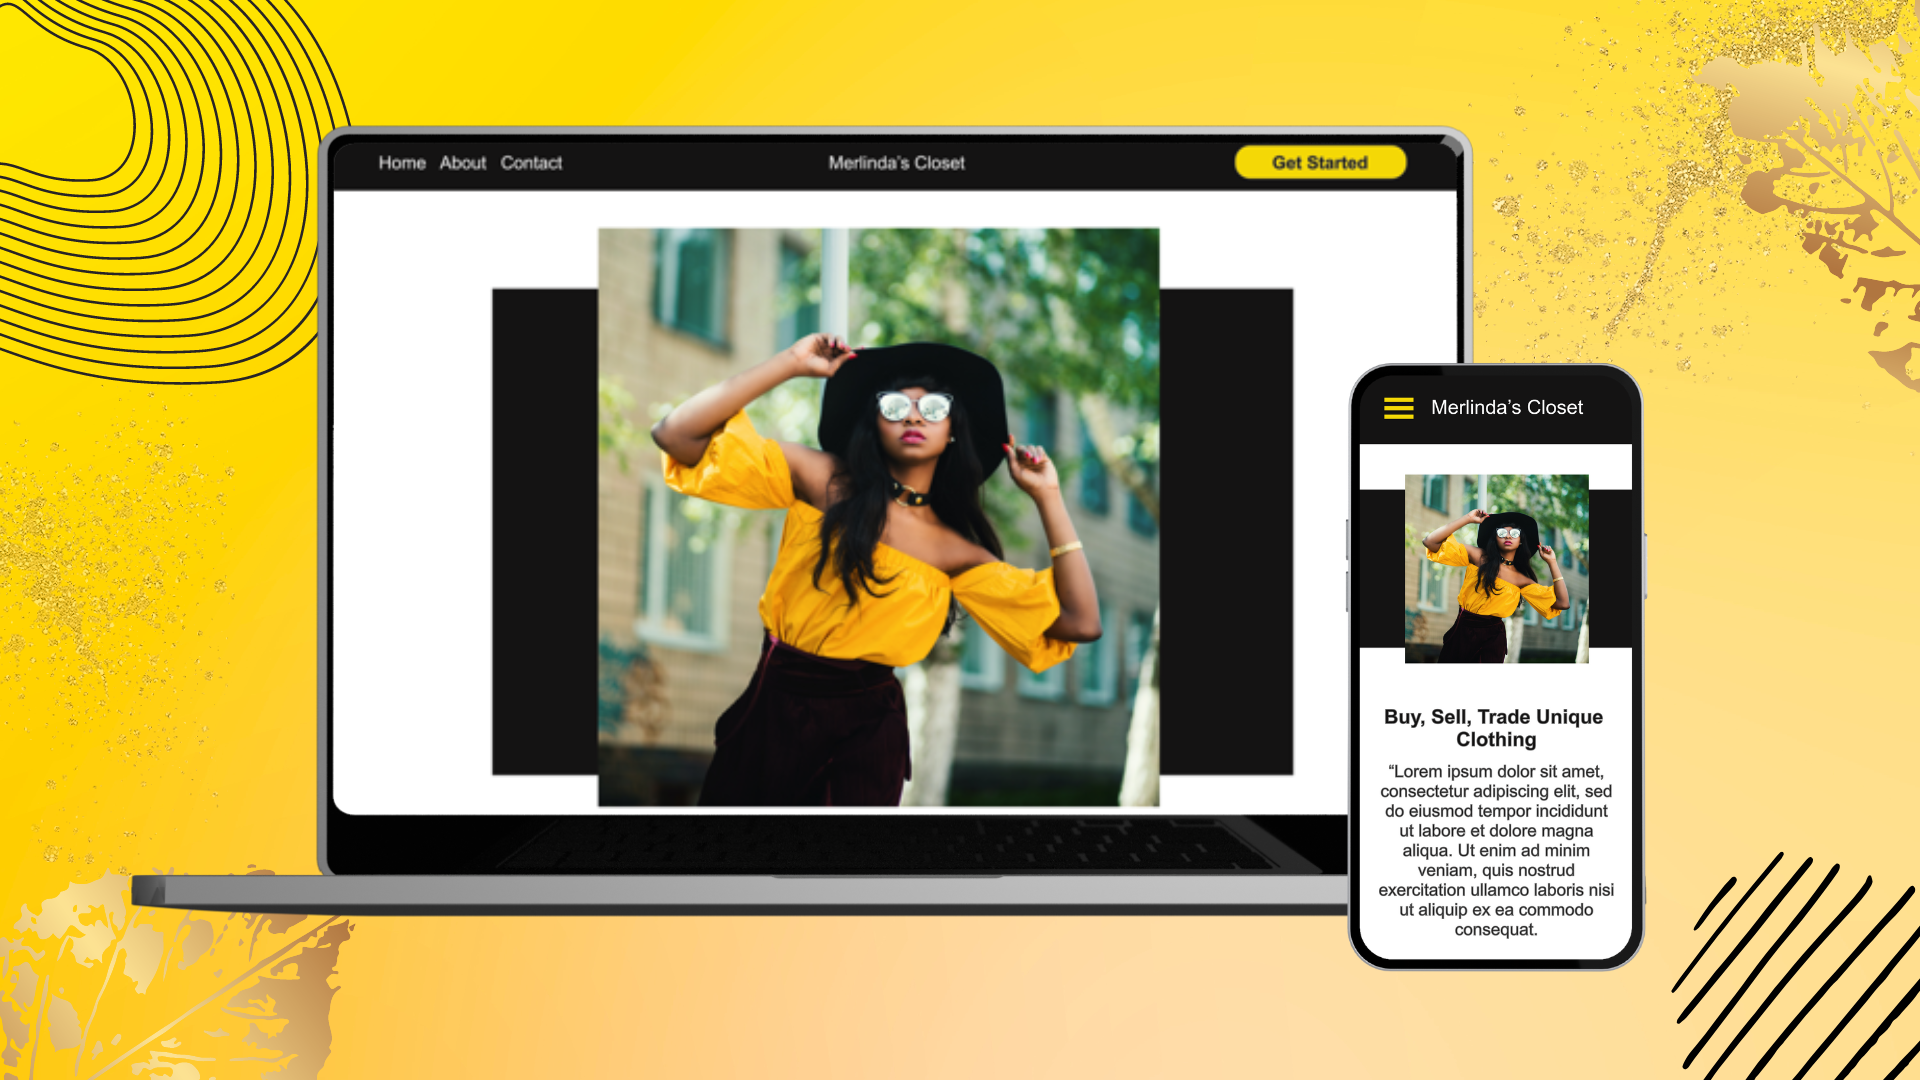 Home About Contact
Merlinda's Closet
Get Started
Merlinda’s Closet
Buy, Sell, Trade Unique
Clothing
“Lorem ipsum dolor sit amet,
consectetur adipiscing elit, sed
do eiusmod tempor incididunt
ut labore et dolore magna
aliqua. Ut enim ad minim
veniam, quis nostrud
exercitation ullamco laboris nisi
ut aliquip ex ea commodo
consequat.